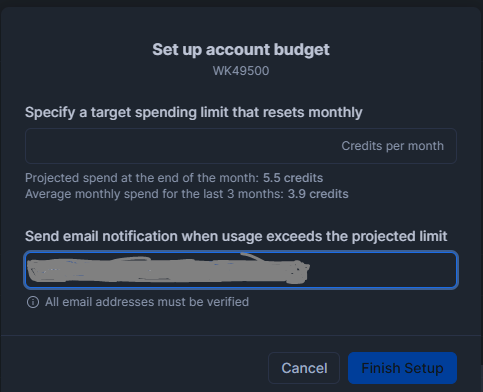 Set up account budget
WK49500
Specify a target spending limit that resets monthly
Credits per month
Projected spend at the end of the month: 5.5 credits
Average monthly spend for the last 3 months: 3.9 credits
Send email notification when usage exceeds the projected limit
All email addresses must be verified
Cancel
Finish Setup